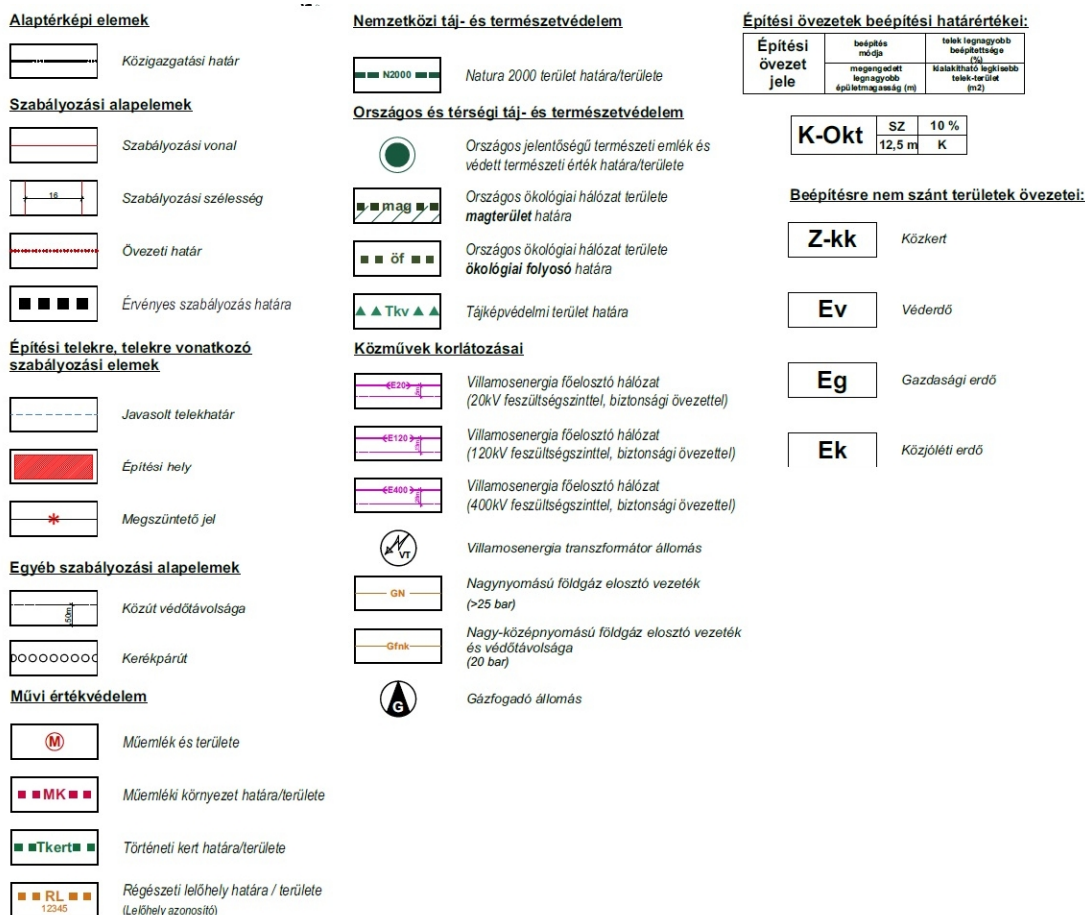 Alaptérképi elemek
Közigazgatási határ
Szabályozási alapelemek
Szabályozási vonal
16
Szabályozási szélesség
Övezeti határ
Érvényes szabályozás határa
Építési telekre, telekre vonatkozó
szabályozási elemek
Javasolt telekhatár
Építési hely
Megszüntető jel
Egyéb szabályozási alapelemek
50m
Közút védőtávolsága
Kerékpárút
Művi értékvédelem
M
Műemlék és területe
MK
Műemléki környezet határa/területe
Tkert
Történeti kert határa/területe
RL
12345
Régészeti lelőhely határa / területe
(Lelőhely azonosító)
Nemzetközi táj- és természetvédelem
N2000
Natura 2000 terület határa/területe
Országos és térségi táj- és természetvédelem
Országos jelentőségű természeti emlék és
védett természeti érték határa/területe
mag
Országos ökológiai hálózat területe
magterület határa
öf
Országos ökológiai hálózat területe
ökológiai folyosó határa
Tkv
Tájképvédelmi terület határa
Közművek korlátozásai
E20
Villamosenergia főelosztó hálózat
(20kV feszültségszinttel, biztonsági övezettel)
E120
Villamosenergia főelosztó hálózat
(120kV feszültségszinttel, biztonsági övezettel)
E400
Villamosenergia főelosztó hálózat
(400kV feszültségszinttel, biztonsági övezettel)
VT
Villamosenergia transzformátor állomás
GN
Nagynyomású földgáz elosztó vezeték
(>25 bar)
Gfnk
Nagy-középnyomású földgáz elosztó vezeték
és védőtávolsága
(20 bar)
G
Gázfogadó állomás
Építési övezetek beépítési határértékei:
Építési
övezet
jele
beépítés
módja
telek legnagyobb
beépítettsége
(%)
megengedett
legnagyobb
épületmagasság (m)
kialakítható legkisebb
telek-terület
(m2)
K-Okt
SZ
10 %
12,5 m
K
Beépítésre nem szánt területek övezetei:
Z-kk
Közkert
Ev
Véderdő
Eg
Gazdasági erdő
Ek
Közjóléti erdő